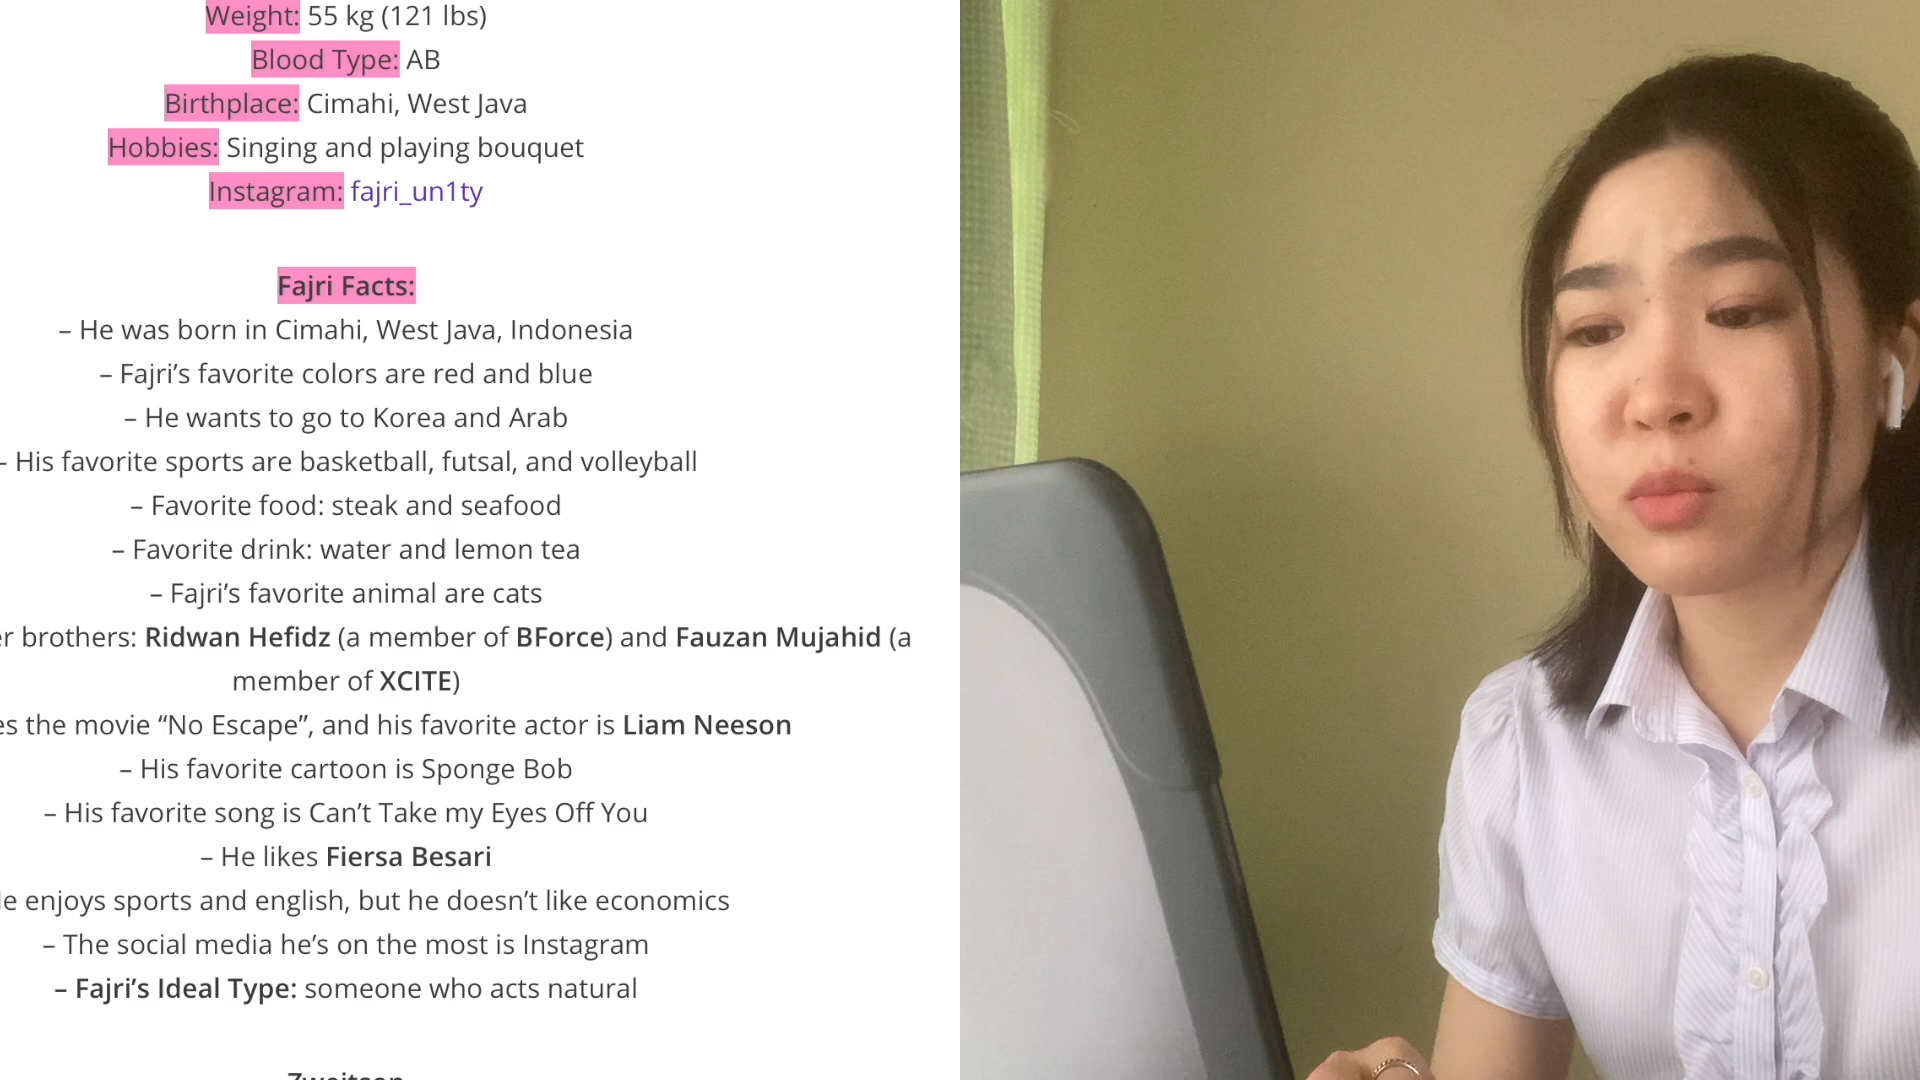 Weight: 55 kg (121 lbs)
Blood Type: AB
Birthplace: Cimahi, West Java
Hobbies: Singing and playing bouquet
Instagram: fajri_un1ty
Fajri Facts:
– He was born in Cimahi, West Java, Indonesia
– Fajri’s favorite colors are red and blue
– He wants to go to Korea and Arab
– His favorite sports are basketball, futsal, and volleyball
– Favorite food: steak and seafood
– Favorite drink: water and lemon tea
– Fajri’s favorite animal are cats
brothers: Ridwan Hefidz (a member of BForce) and Fauzan Mujahid (a
member of XCITE)
the movie “No Escape”, and his favorite actor is Liam Neeson
– His favorite cartoon is Sponge Bob
– His favorite song is Can’t Take my Eyes Off You
– He likes Fiersa Besari
enjoys sports and english, but he doesn’t like economics
– The social media he’s on the most is Instagram
– Fajri’s Ideal Type: someone who acts natural